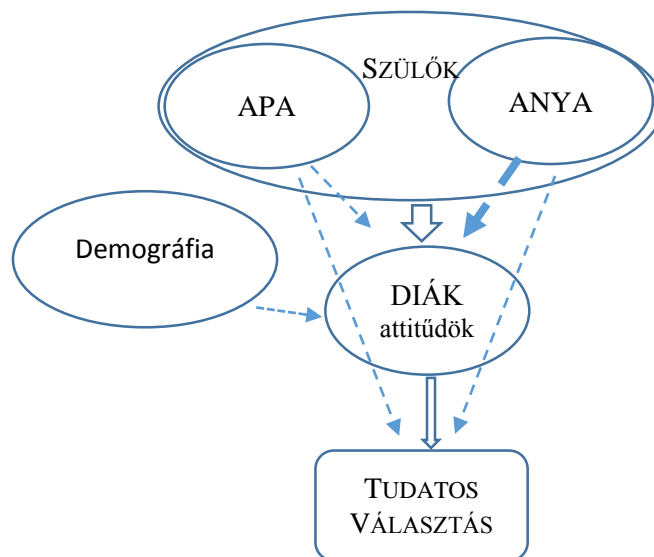 SZÜLŐK
APA
ANYA
Demográfia
DIÁK
attitűdök
TUDATOS
VÁLASZTÁS